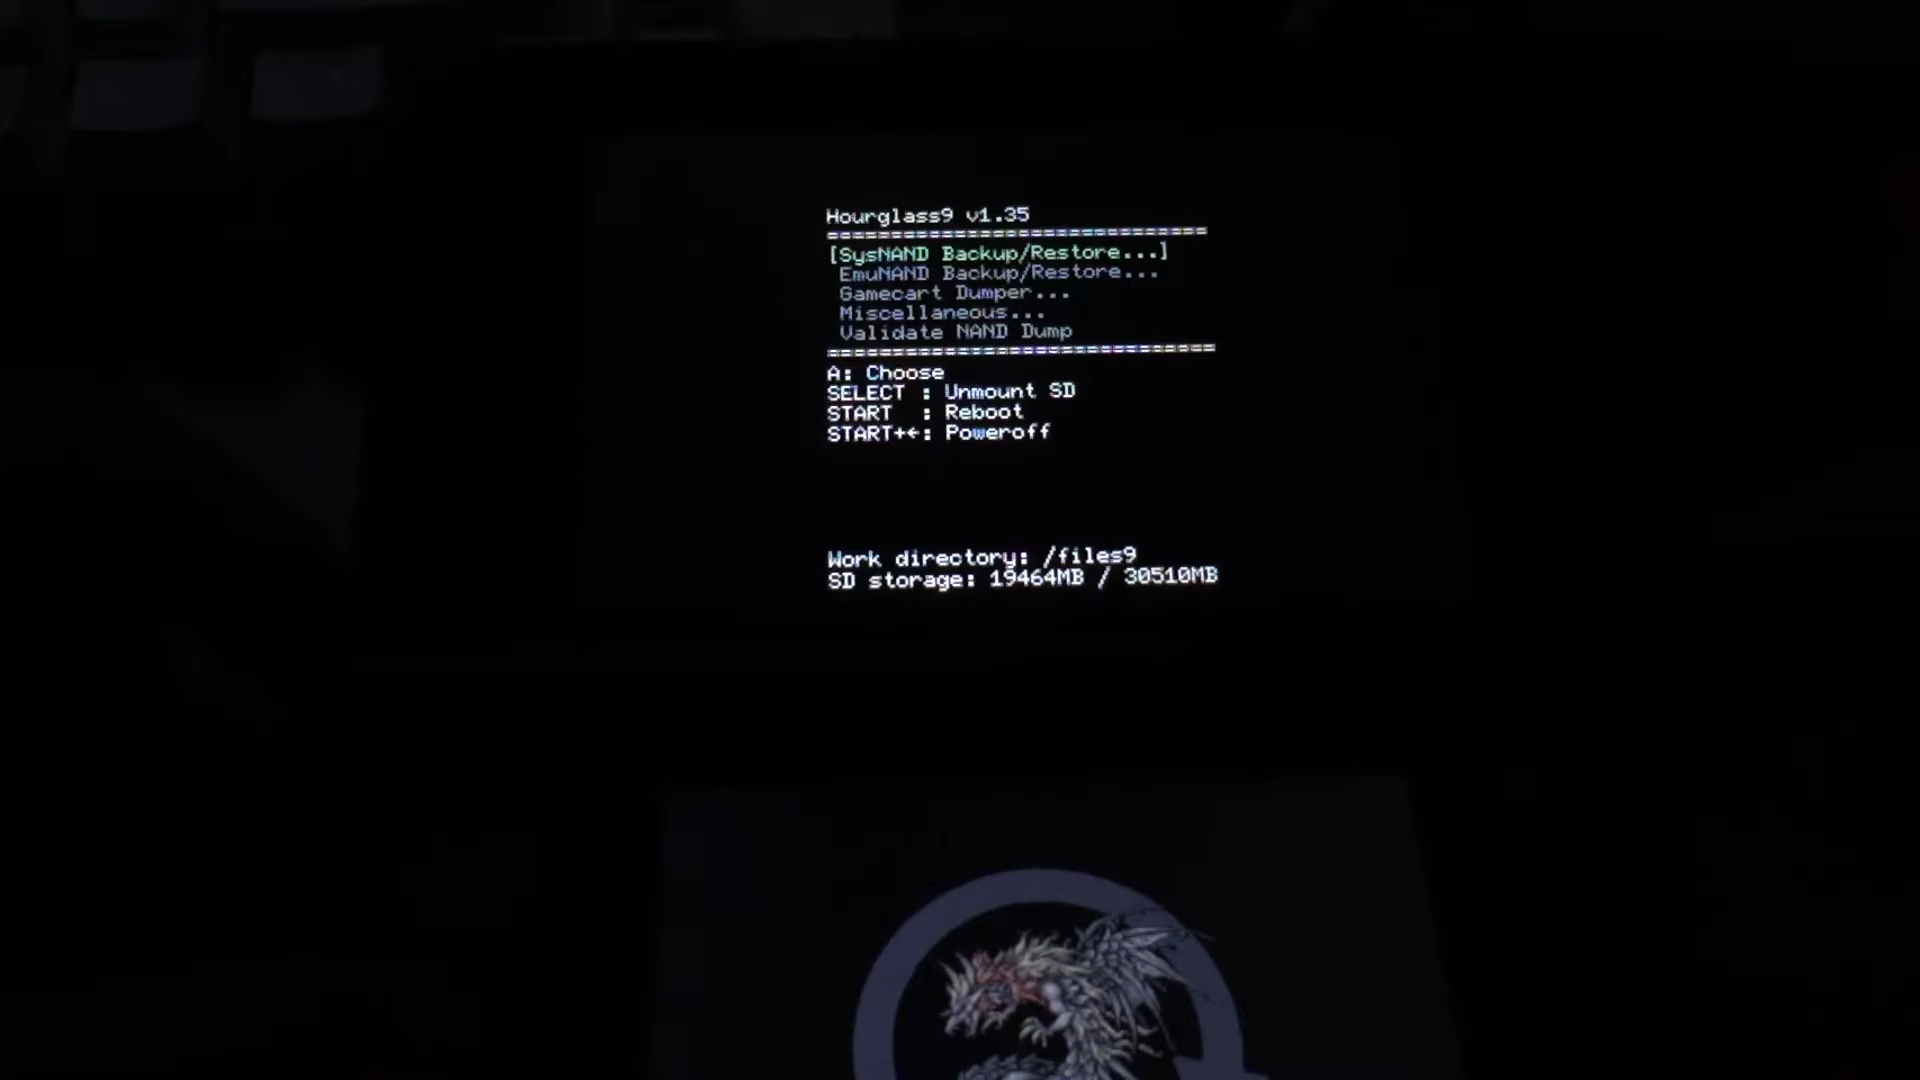 Hourglass9 v1.35
==============================
[SysNAND Backup/Restore...]
EmuNAND Backup/Restore...
Gamecart Dumper...
Miscellaneous...
Validate NAND Dump
==============================
A: Choose
SELECT : Unmount SD
START  : Reboot
START+←: Poweroff
Work directory: /files9
SD storage: 19464MB / 30510MB